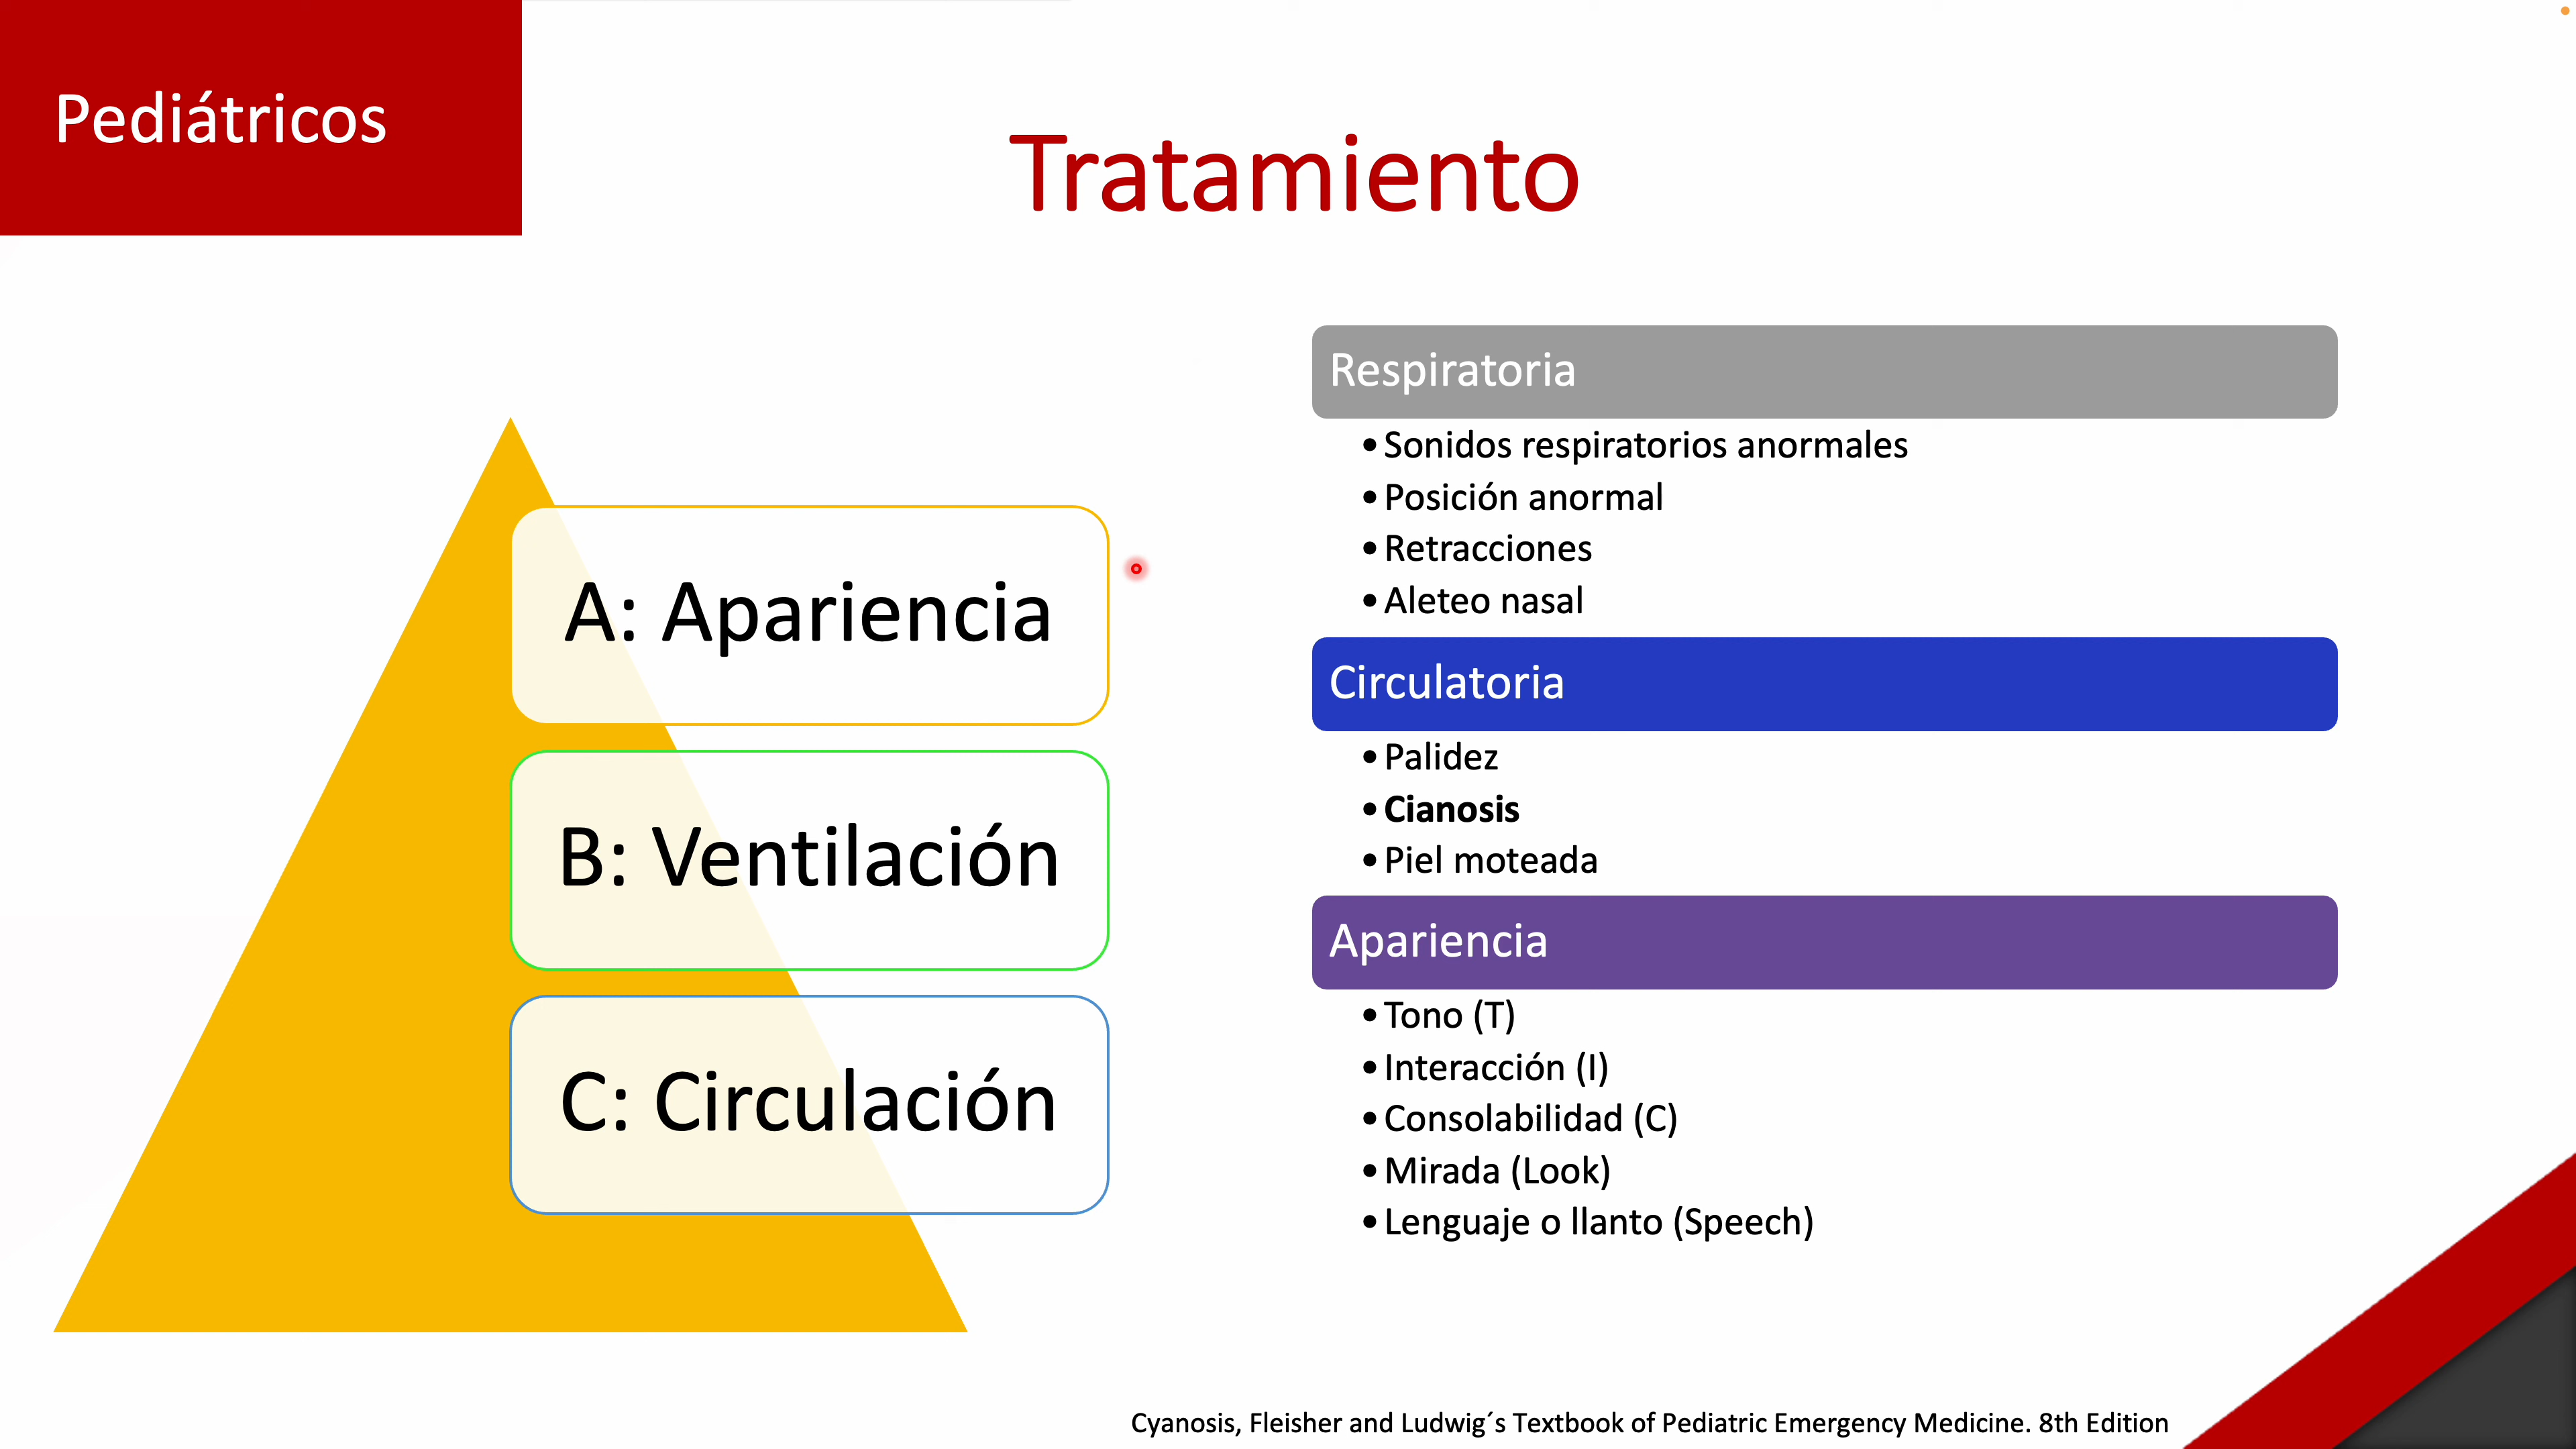 Pediátricos
Tratamiento
A: Apariencia
B: Ventilación
C: Circulación
Respiratoria
• Sonidos respiratorios anormales
• Posición anormal
• Retracciones
• Aleteo nasal
Circulatoria
• Palidez
• Cianosis
• Piel moteada
Apariencia
• Tono (T)
• Interacción (I)
• Consolabilidad (C)
• Mirada (Look)
• Lenguaje o llanto (Speech)
Cyanosis, Fleisher and Ludwig´s Textbook of Pediatric Emergency Medicine. 8th Edition